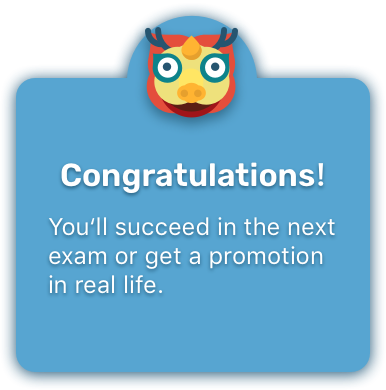 Congratulations!
You’ll succeed in the next
exam or get a promotion
in real life.